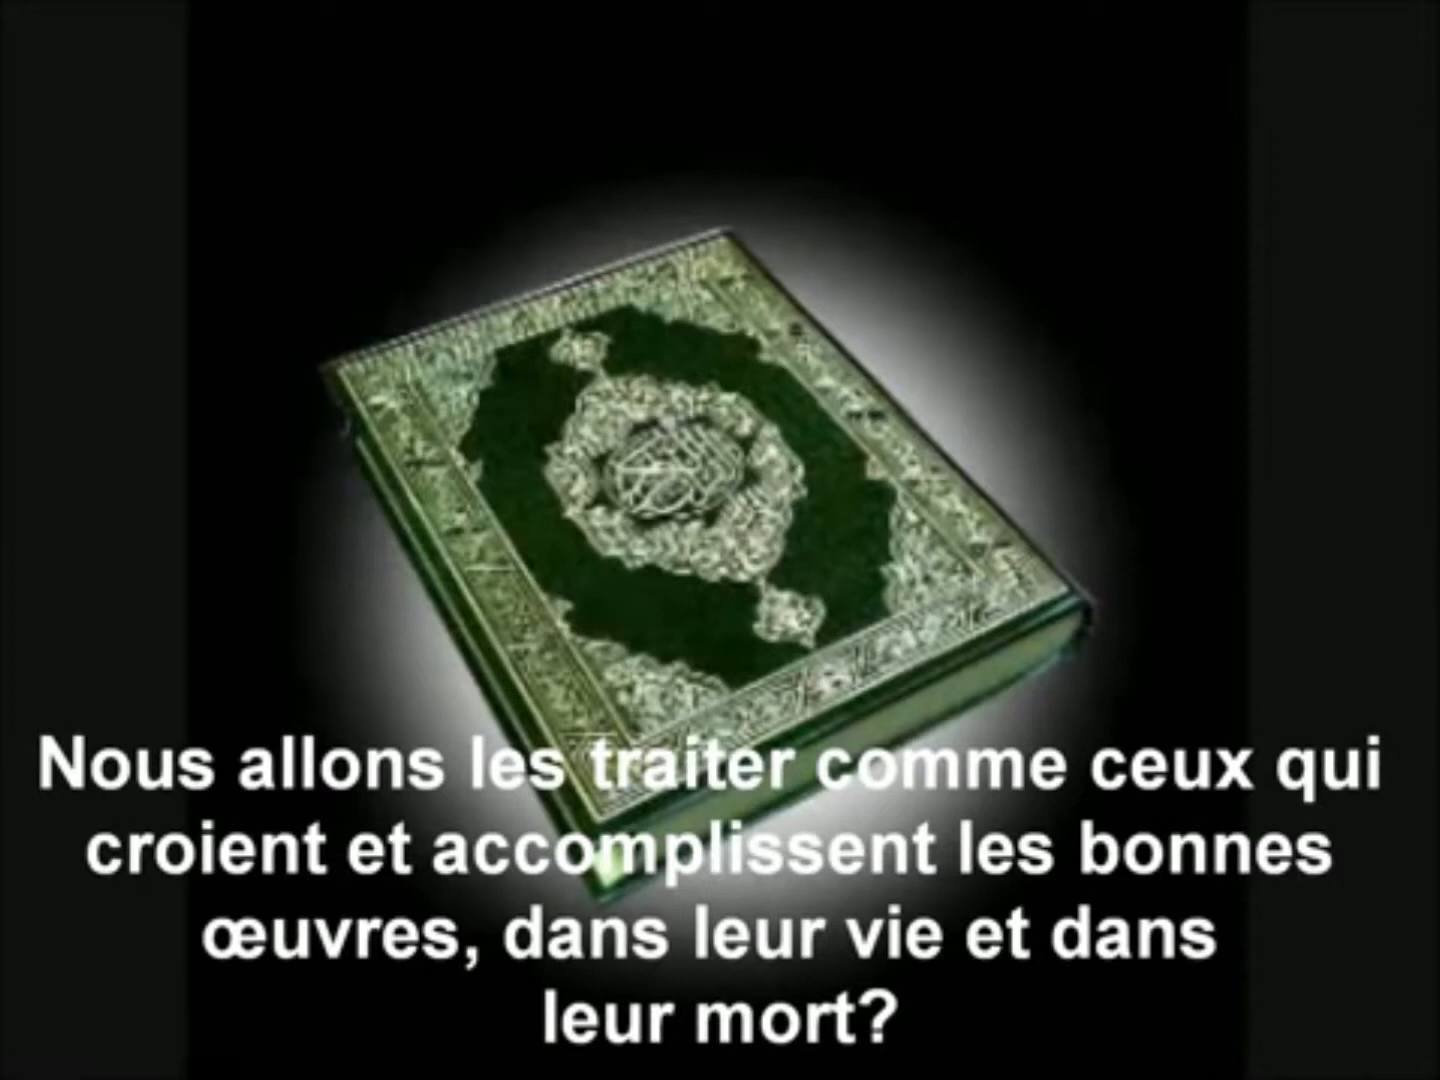 Nous allons les traiter comme ceux qui
croient et accomplissent les bonnes
œuvres, dans leur vie et dans
leur mort?